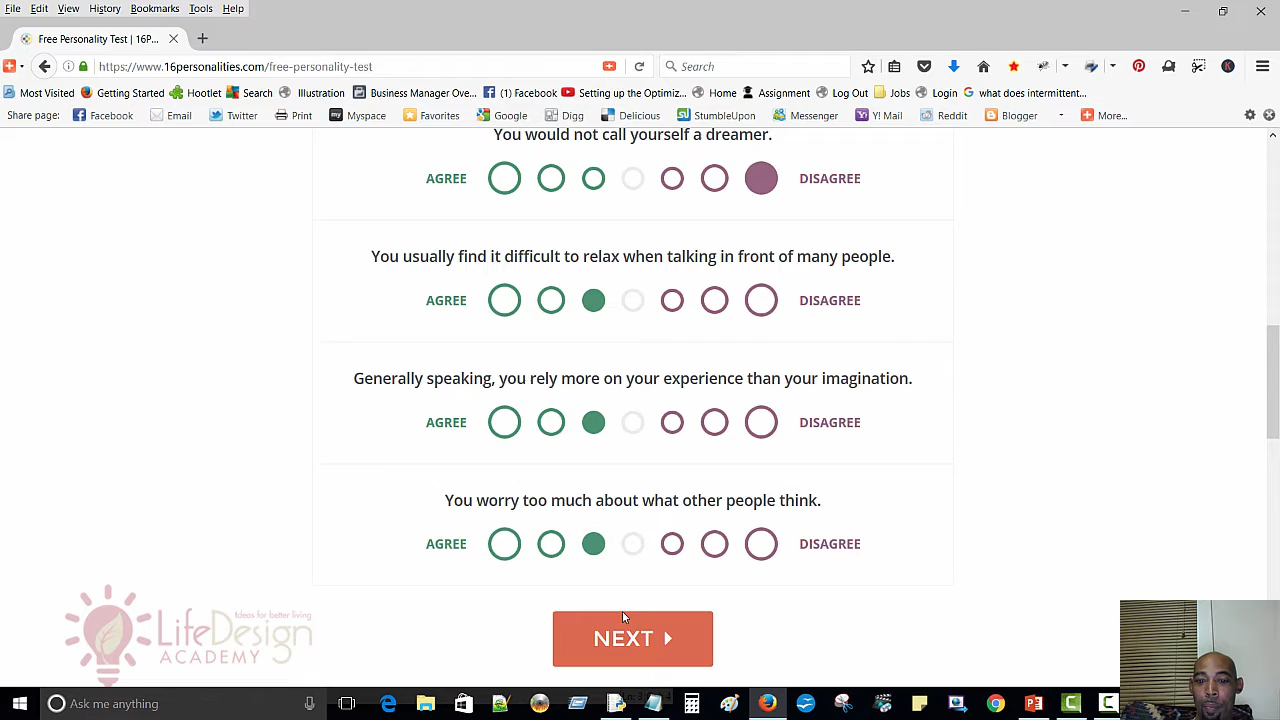 File Edit View History Bookmarks Tools Help
Free Personality Test | 16P...
https://www.16personalities.com/free-personality-test
Search
Most Visited Getting Started Hootlet Search Illustration Business Manager Ove... (1) Facebook Setting up the Optimiz... Home Assignment Log Out Jobs Login what does intermittent...
Share page: Facebook Email Twitter Print Myspace Favorites Google Digg Delicious StumbleUpon Messenger Y! Mail Reddit Blogger More...
You would not call yourself a dreamer.
AGREE DISAGREE
You usually find it difficult to relax when talking in front of many people.
AGREE DISAGREE
Generally speaking, you rely more on your experience than your imagination.
AGREE DISAGREE
You worry too much about what other people think.
AGREE DISAGREE
Ideas for better living
LifeDesign
ACADEMY
NEXT
Ask me anything